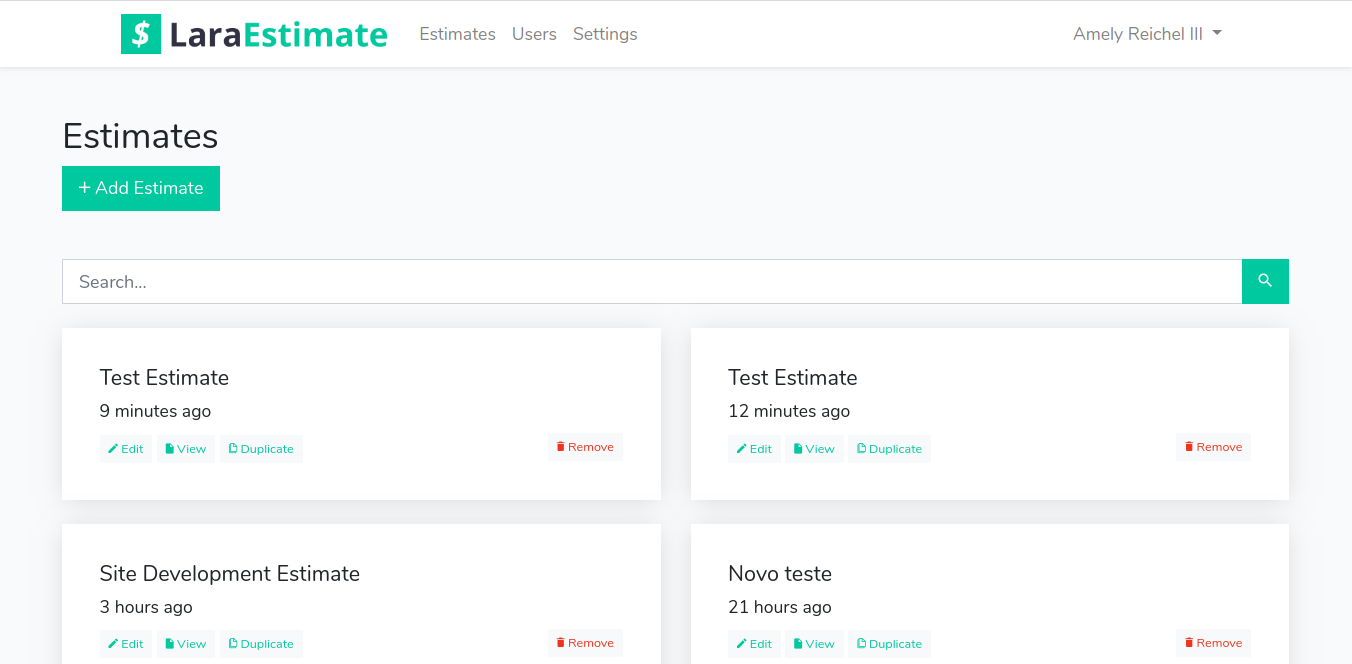 $ LaraEstimate Estimates Users Settings Amely Reichel III
Estimates
+ Add Estimate
Search...
Test Estimate
9 minutes ago
Edit View Duplicate Remove
Test Estimate
12 minutes ago
Edit View Duplicate Remove
Site Development Estimate
3 hours ago
Edit View Duplicate Remove
Novo teste
21 hours ago
Edit View Duplicate Remove